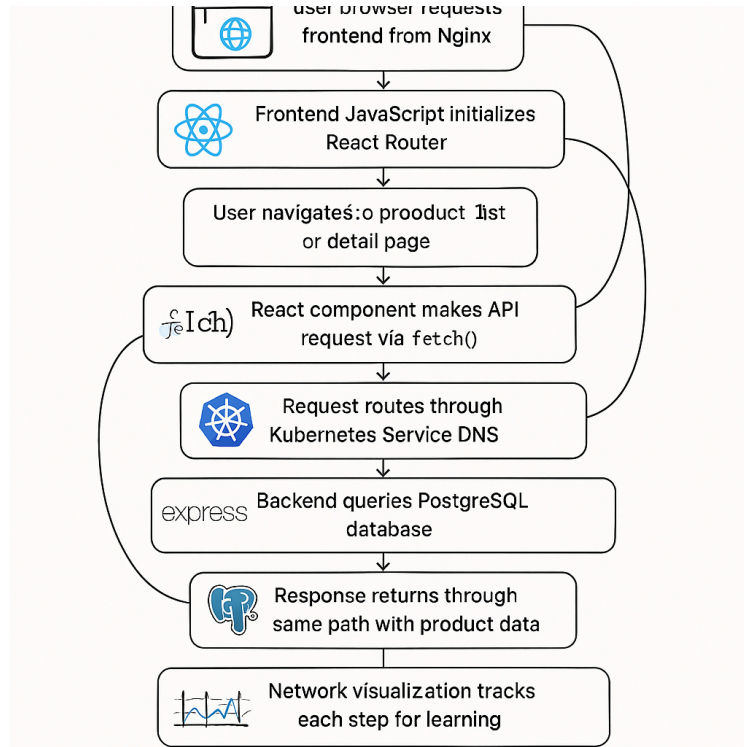 user browser requests
frontend from Nginx
Frontend JavaScript initializes
React Router
User navigateś:o prooduct 1ist
or detail page
React component makes API
request vía fetch()
Request routes through
Kubernetes Service DNS
express
Backend queries PostgreSQL
database
Response returns through
same path with product data
Network visualization tracks
each step for learning